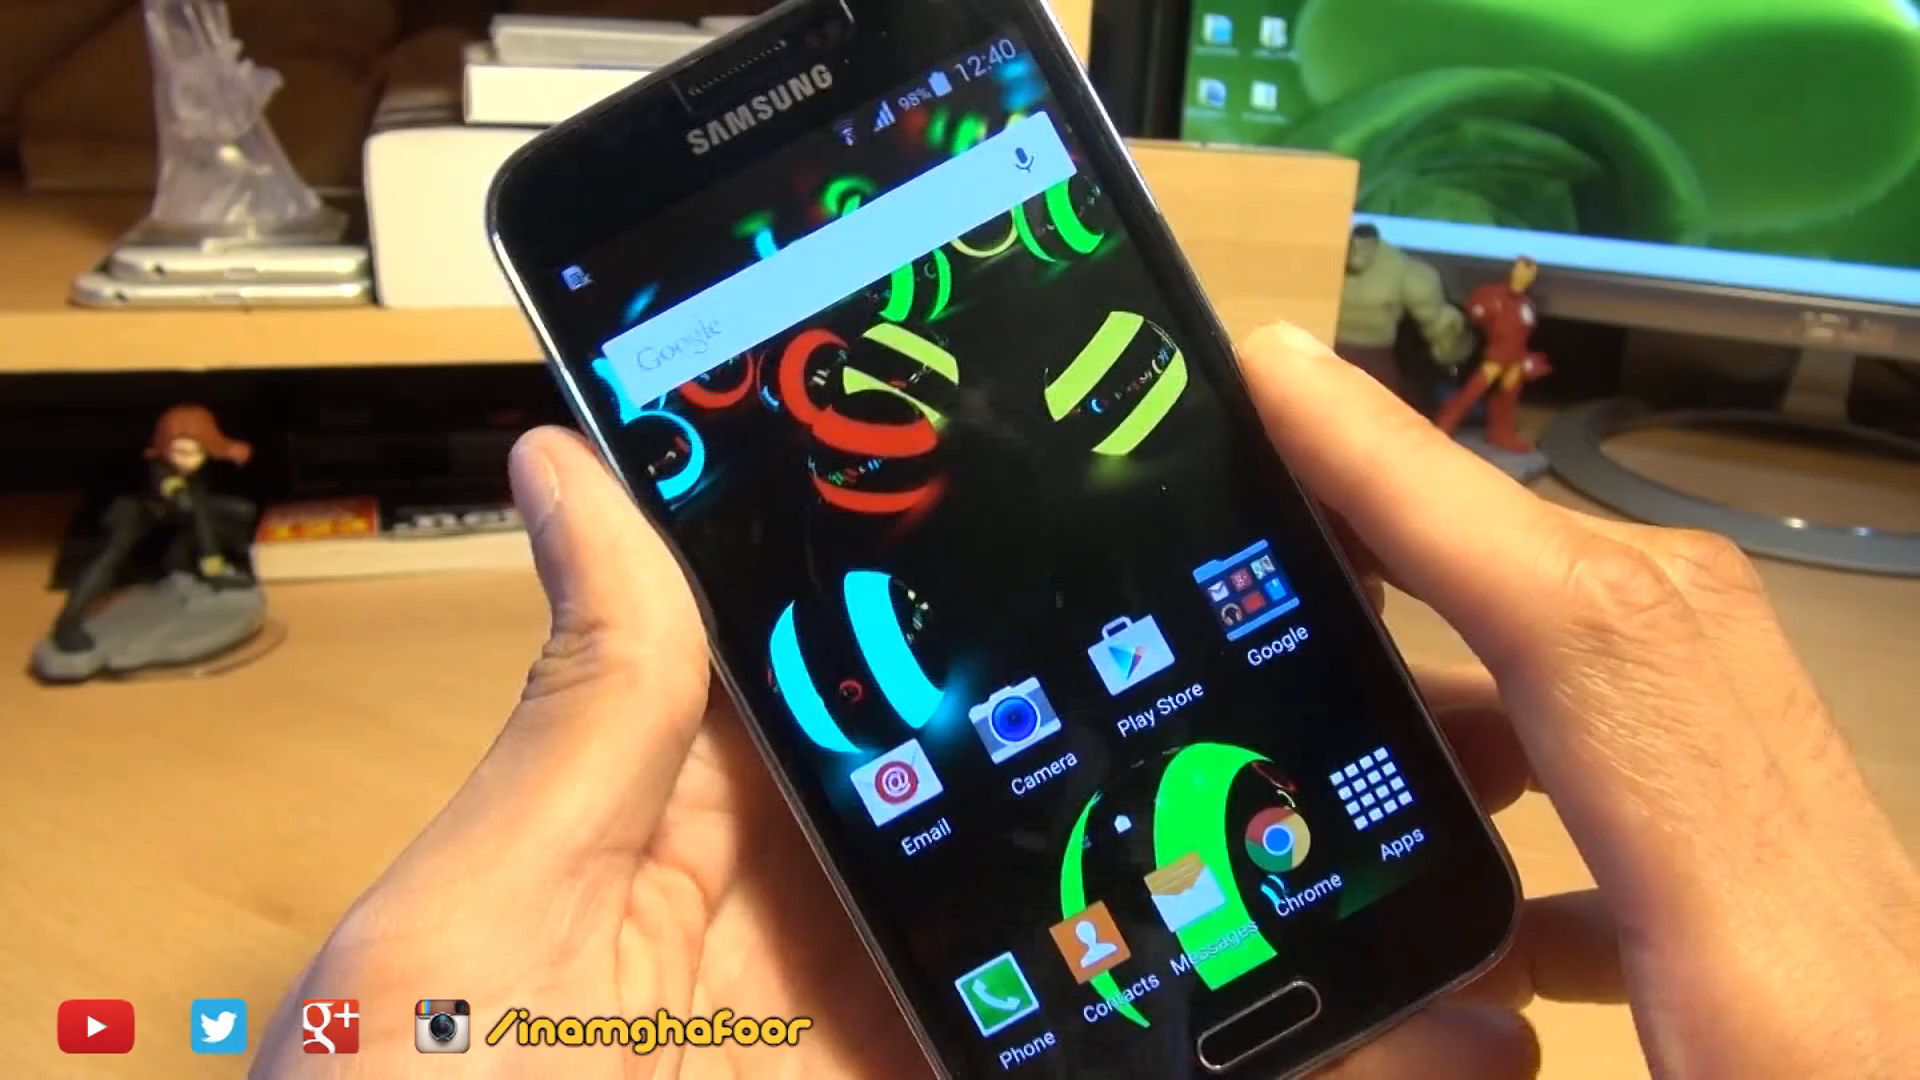 SAMSUNG
98% 12:40
Google
Google
Play Store
Camera
Email
Apps
Chrome
Messages
Contacts
Phone
g+
/inamghafoor